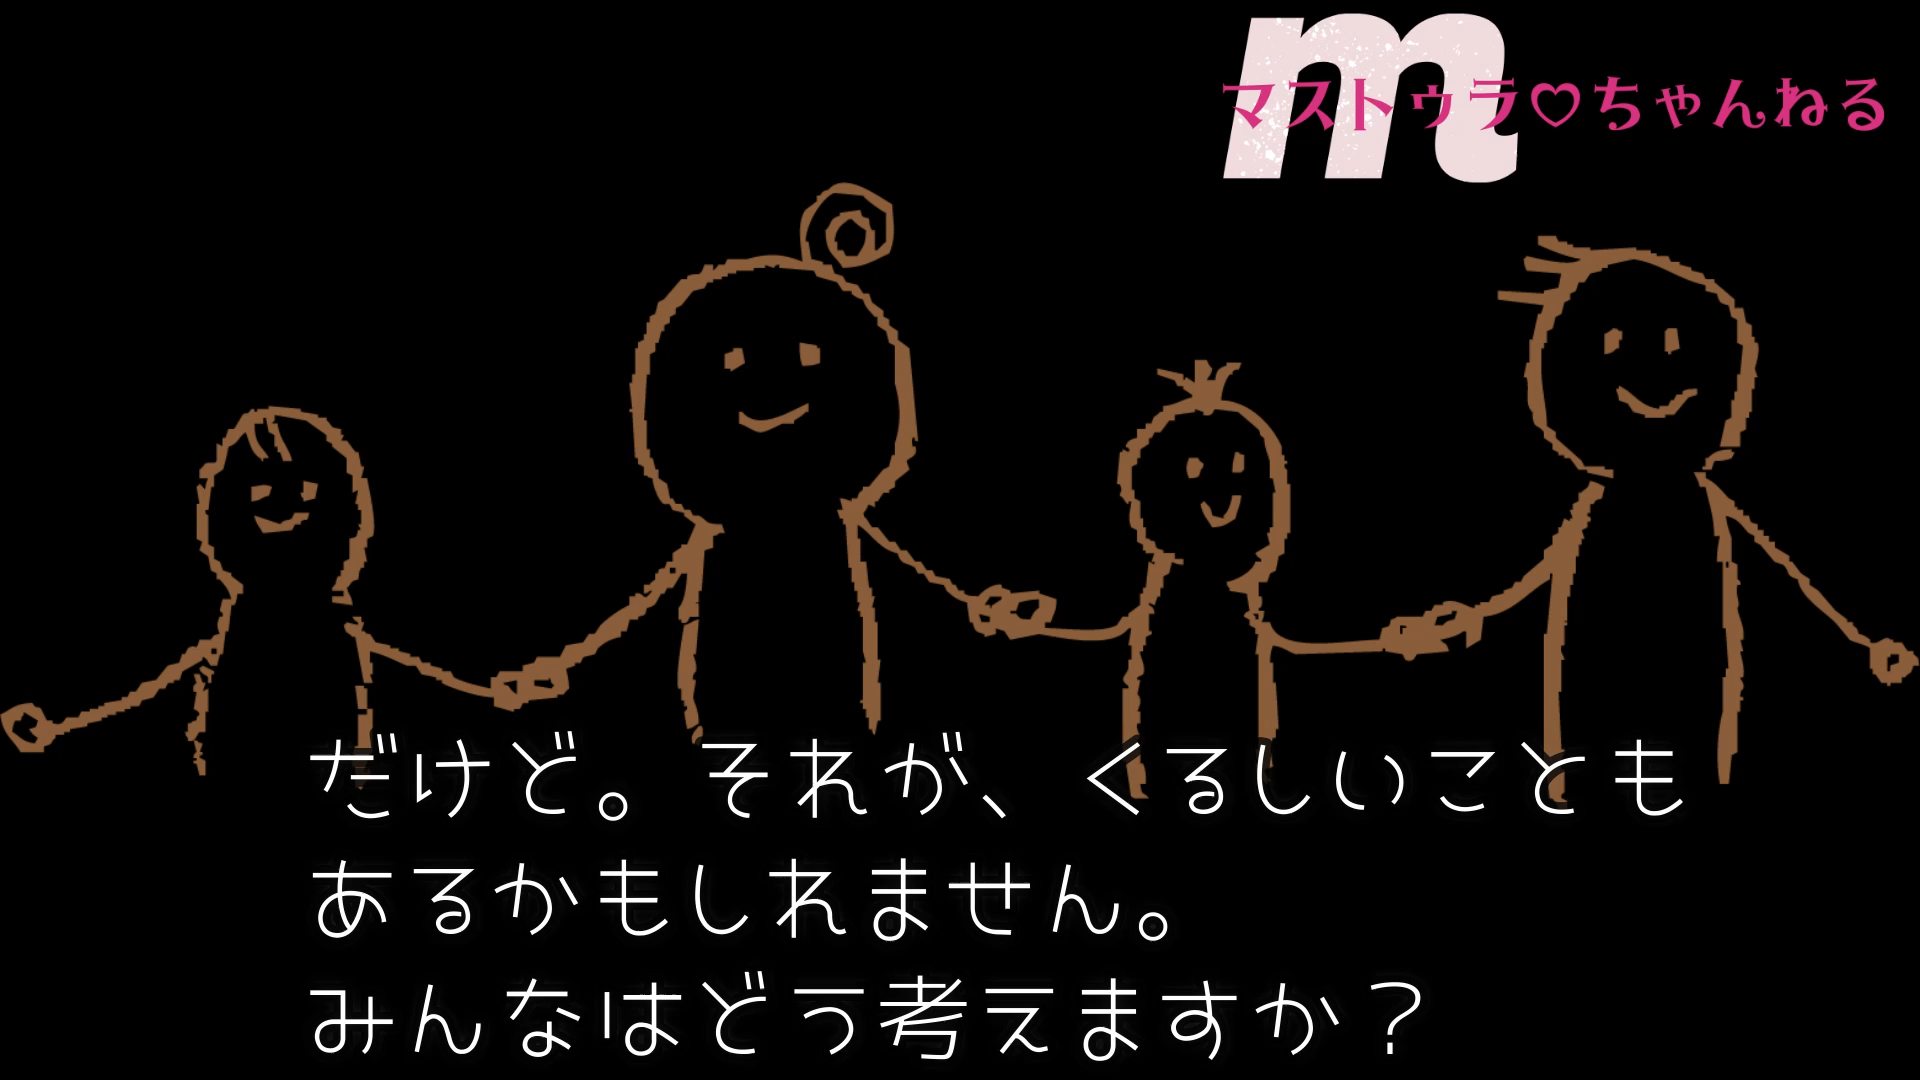 m
マストゥラ♡ちゃんねる
だけど。それが、くるしいことも
あるかもしれません。
みんなはどう考えますか？